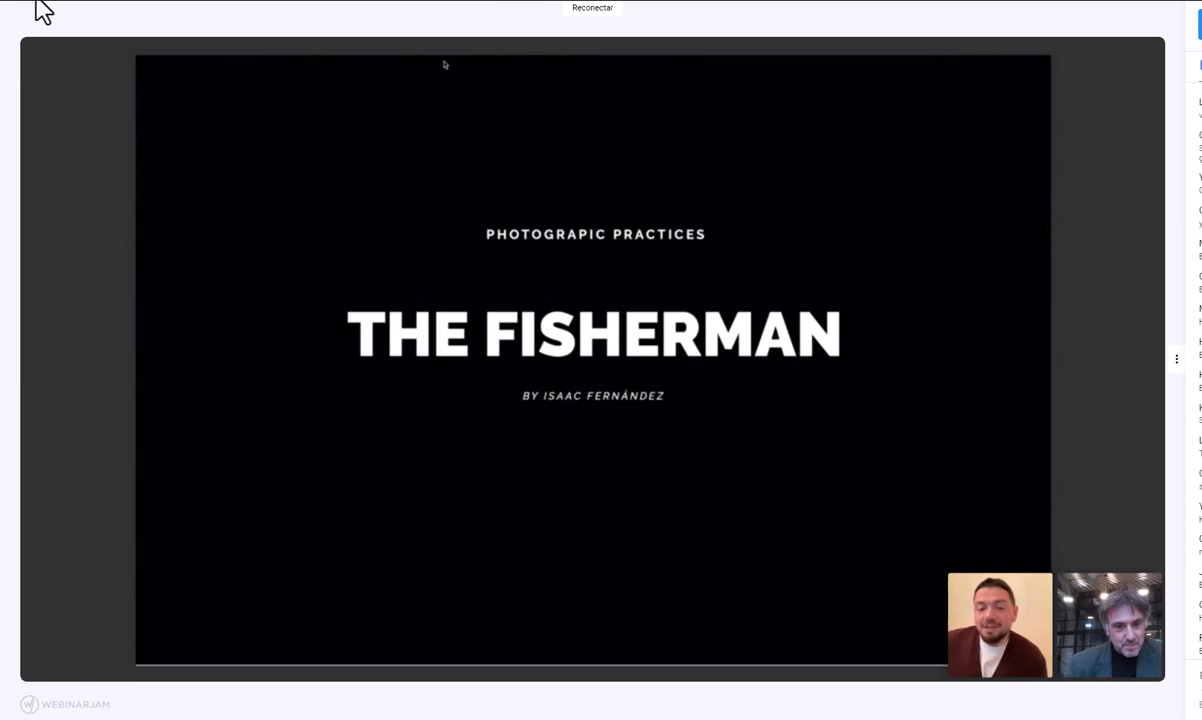 Reconectar
PHOTOGRAPIC PRACTICES
THE FISHERMAN
BY ISAAC FERNÁNDEZ
WEBINARJAM